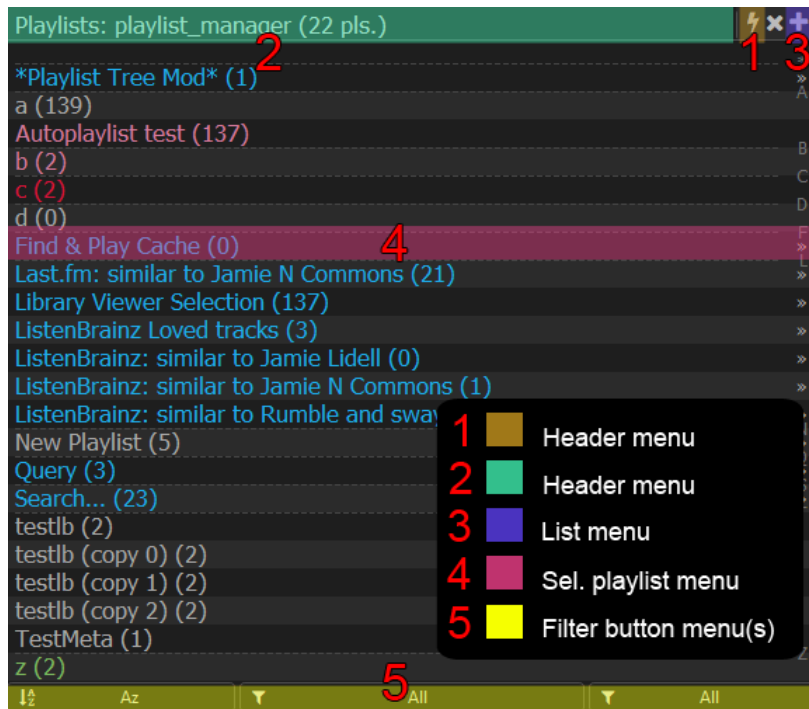 Playlists: playlist_manager (22 pls.)
1
3
2
*Playlist Tree Mod* (1) »
A
a (139)
Autoplaylist test (137)
B
b (2)
C
c (2)
D
d (0)
4
F
Find & Play Cache (0) »
L
Last.fm: similar to Jamie N Commons (21) »
Library Viewer Selection (137) »
ListenBrainz Loved tracks (3) »
ListenBrainz: similar to Jamie Lidell (0) »
ListenBrainz: similar to Jamie N Commons (1) »
ListenBrainz: similar to Rumble and sway
New Playlist (5)
Query (3)
Search... (23)
testlb (2)
testlb (copy 0) (2)
testlb (copy 1) (2)
testlb (copy 2) (2)
TestMeta (1)
Z
z (2)
1 Header menu
2 Header menu
3 List menu
4 Sel. playlist menu
5 Filter button menu(s)
5
Az All All